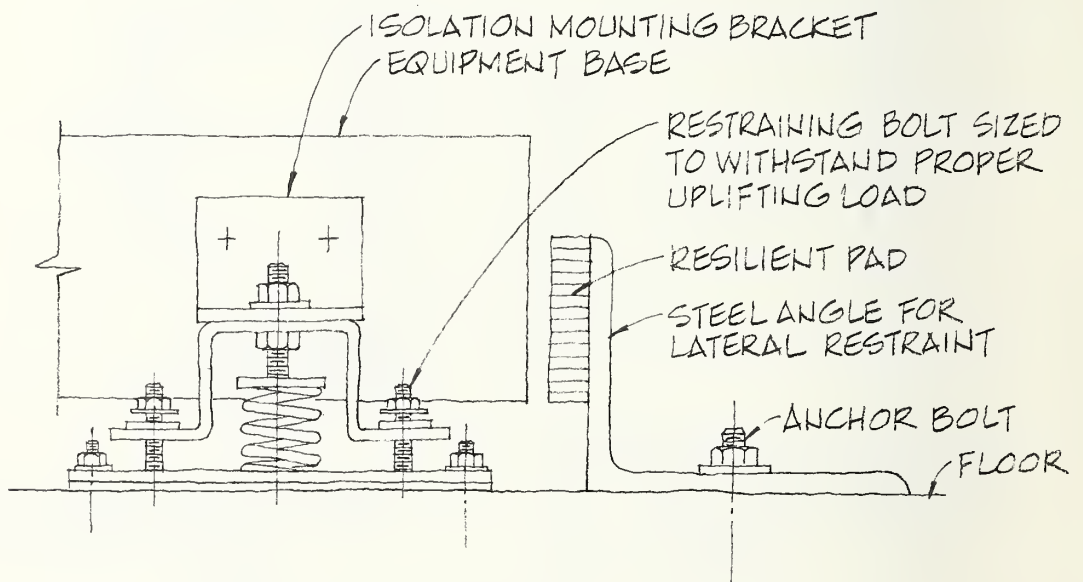 ISOLATION MOUNTING BRACKET
EQUIPMENT BASE
RESTRAINING BOLT SIZED
TO WITHSTAND PROPER
UPLIFTING LOAD
RESILIENT PAD
STEEL ANGLE FOR
LATERAL RESTRAINT
ANCHOR BOLT
FLOOR